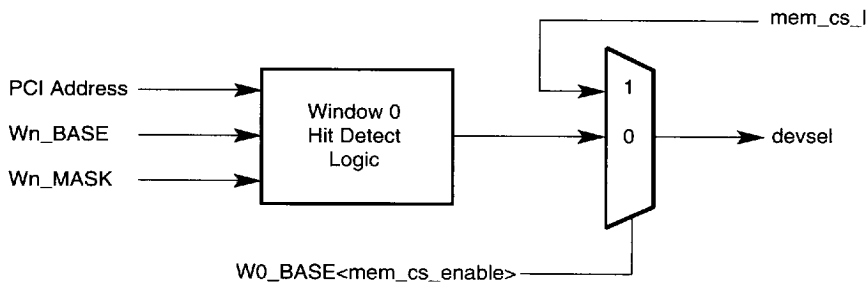 mem_cs_l
PCI Address
Wn_BASE
Wn_MASK
Window 0
Hit Detect
Logic
1
0
devsel
W0_BASE<mem_cs_enable>